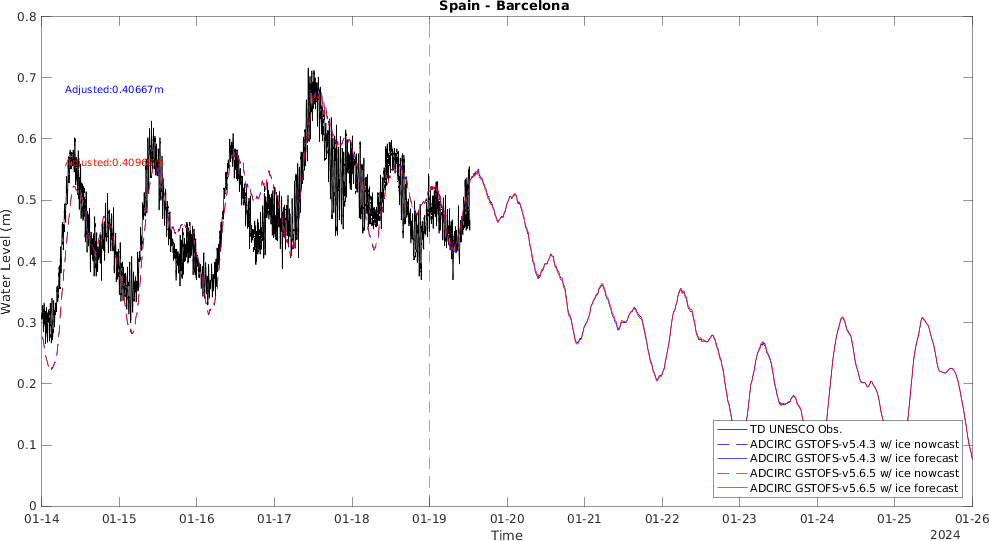 Spain - Barcelona
0.8
0.7
0.6
0.5
0.4
0.3
0.2
0.1
0
Water Level (m)
Adjusted:0.40667m
TD UNESCO Obs.
ADCIRC GSTOFS-v5.4.3 w/ ice nowcast
ADCIRC GSTOFS-v5.4.3 w/ ice forecast
ADCIRC GSTOFS-v5.6.5 w/ ice nowcast
ADCIRC GSTOFS-v5.6.5 w/ ice forecast
01-14 01-15 01-16 01-17 01-18 01-19 01-20 01-21 01-22 01-23 01-24 01-25 01-26
Time
2024